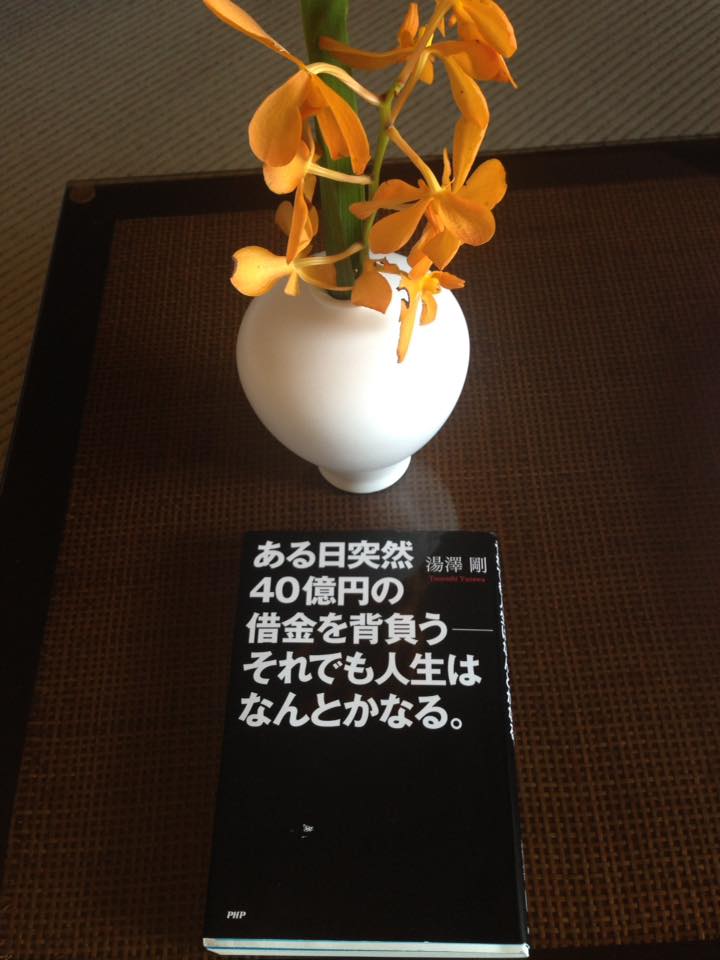 ある日突然
40億円の
借金を背負う――
それでも人生は
なんとかなる。
湯澤 剛
Tsuyoshi Yuzawa
PHP